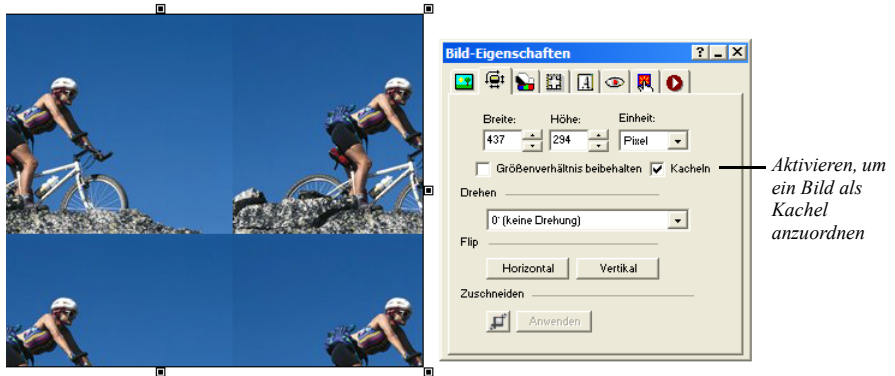 Bild-Eigenschaften
Breite: Höhe: Einheit:
437 294 Pixel
Größenverhältnis beibehalten Kacheln
Drehen
0° (keine Drehung)
Flip
Horizontal Vertikal
Zuschneiden
Anwenden
Aktivieren, um
ein Bild als
Kachel
anzuordnen